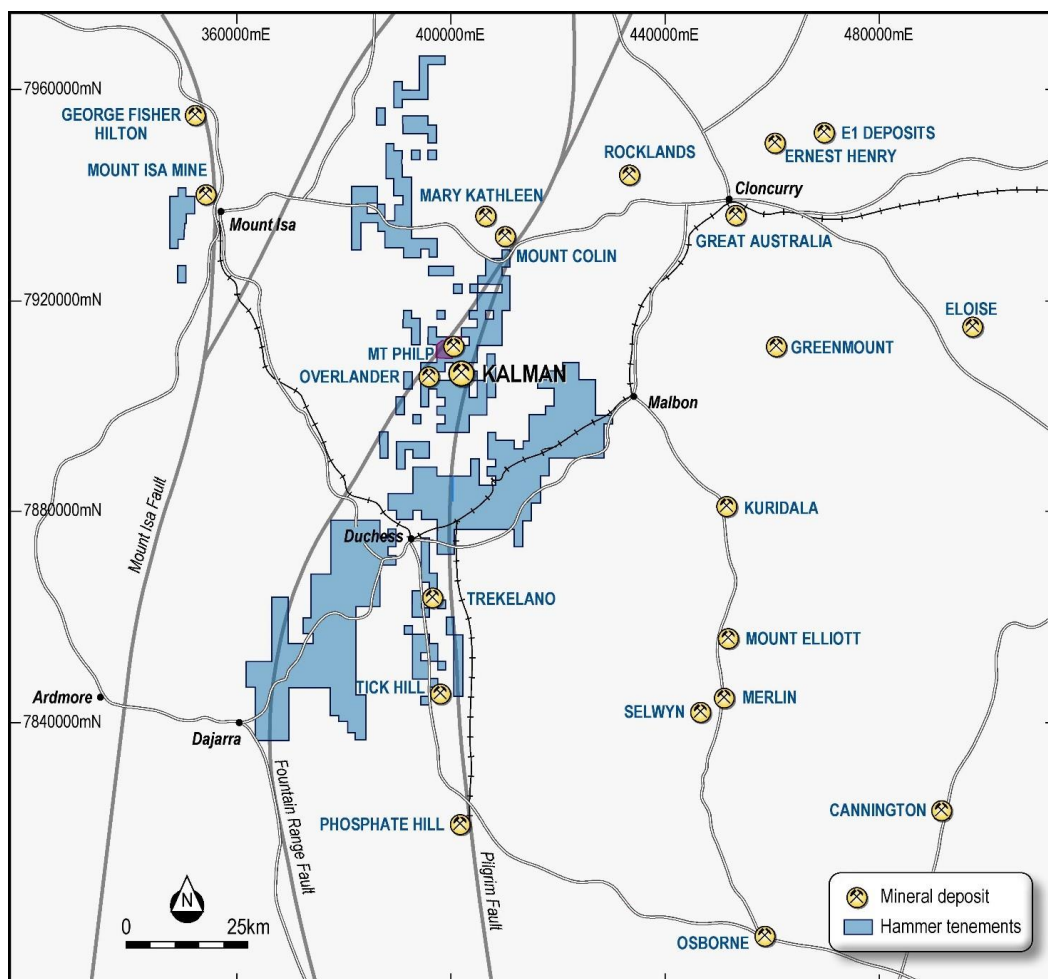 360000mE
400000mE
440000mE
480000mE
7960000mN
GEORGE FISHER
HILTON
E1 DEPOSITS
ERNEST HENRY
MOUNT ISA MINE
ROCKLANDS
MARY KATHLEEN
Cloncurry
Mount Isa
GREAT AUSTRALIA
MOUNT COLIN
7920000mN
ELOISE
MT PHILP
GREENMOUNT
OVERLANDER
KALMAN
Malbon
7880000mN
Mount Isa Fault
KURIDALA
Duchess
TREKELANO
MOUNT ELLIOTT
Ardmore
TICK HILL
MERLIN
SELWYN
7840000mN
Dajarra
Fountain Range Fault
PHOSPHATE HILL
Pilgrim Fault
CANNINGTON
N
0 25km
OSBORNE
Mineral deposit
Hammer tenements